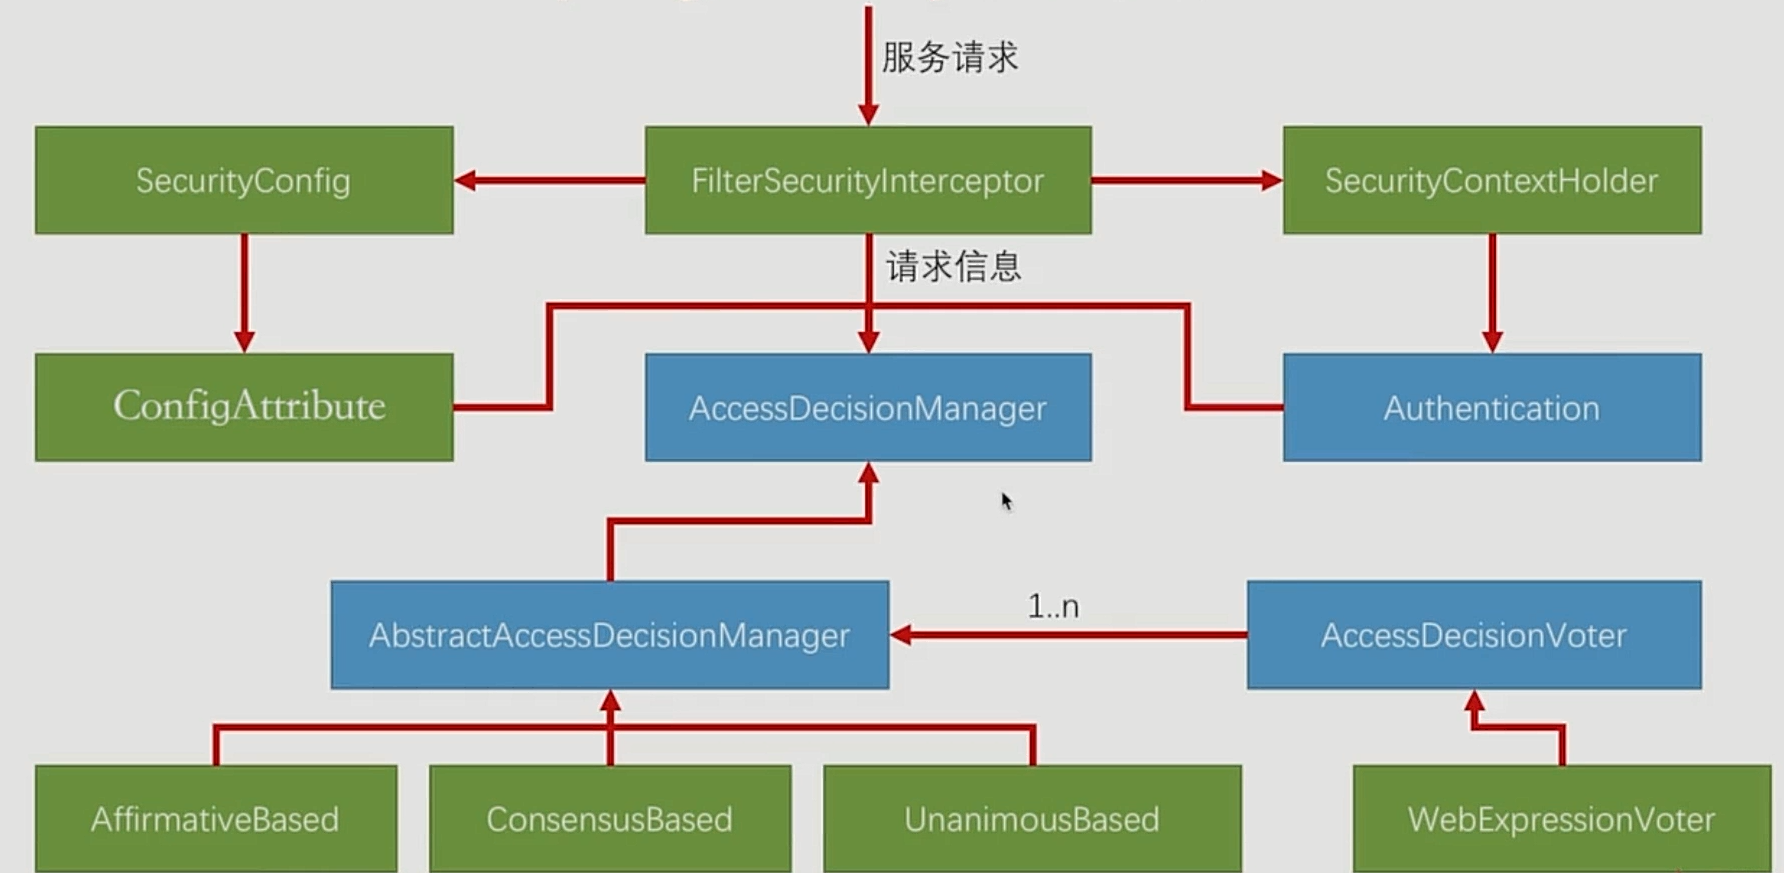 服务请求
SecurityConfig
FilterSecurityInterceptor
SecurityContextHolder
请求信息
ConfigAttribute
AccessDecisionManager
Authentication
AbstractAccessDecisionManager
1..n
AccessDecisionVoter
AffirmativeBased
ConsensusBased
UnanimousBased
WebExpressionVoter